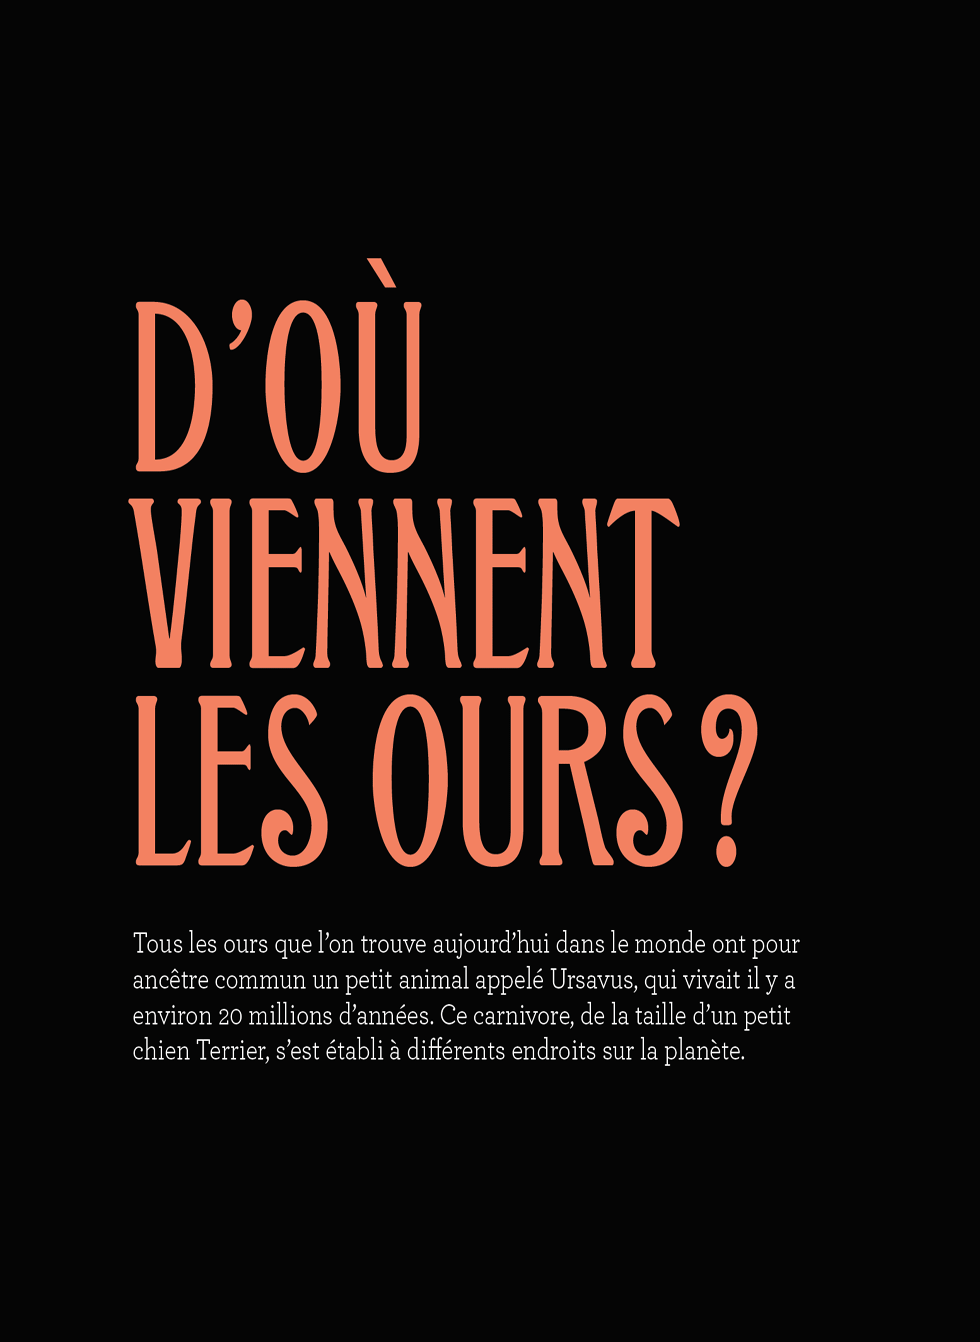 D’OÙ
VIENNENT
LES OURS ?
Tous les ours que l’on trouve aujourd’hui dans le monde ont pour
ancêtre commun un petit animal appelé Ursavus, qui vivait il y a
environ 20 millions d’années. Ce carnivore, de la taille d’un petit
chien Terrier, s’est établi à différents endroits sur la planète.